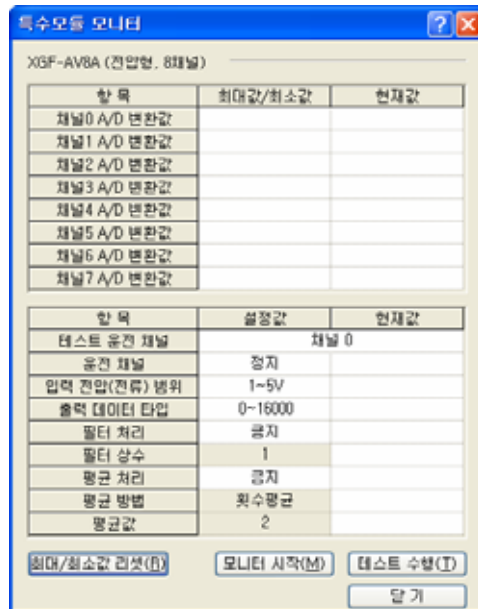 특수모듈 모니터
XGF-AV8A (전압형, 8채널)
항 목 최대값/최소값 현재값
채널0 A/D 변환값
채널1 A/D 변환값
채널2 A/D 변환값
채널3 A/D 변환값
채널4 A/D 변환값
채널5 A/D 변환값
채널6 A/D 변환값
채널7 A/D 변환값
항 목 설정값 현재값
테스트 운전 채널 채널 0
운전 채널 정지
입력 전압(전류) 범위 1~5V
출력 데이터 타입 0~16000
필터 처리 금지
필터 상수 1
평균 처리 금지
평균 방법 횟수평균
평균값 2
최대/최소값 리셋(R) 모니터 시작(M) 테스트 수행(T)
닫 기